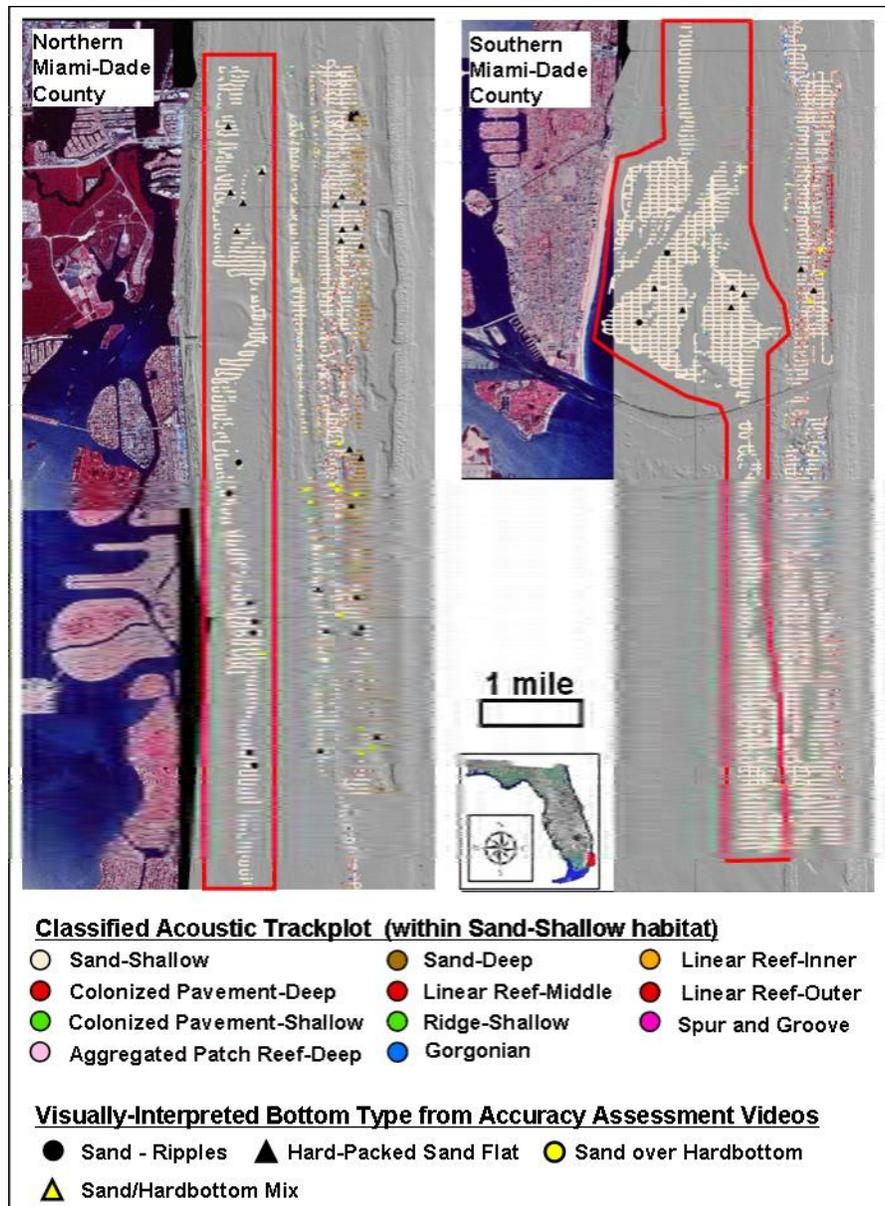 Northern
Miami-Dade
County
Southern
Miami-Dade
County
1 mile
Classified Acoustic Trackplot (within Sand-Shallow habitat)
Sand-Shallow
Sand-Deep
Linear Reef-Inner
Colonized Pavement-Deep
Linear Reef-Middle
Linear Reef-Outer
Colonized Pavement-Shallow
Ridge-Shallow
Spur and Groove
Aggregated Patch Reef-Deep
Gorgonian
Visually-Interpreted Bottom Type from Accuracy Assessment Videos
Sand - Ripples
Hard-Packed Sand Flat
Sand over Hardbottom
Sand/Hardbottom Mix